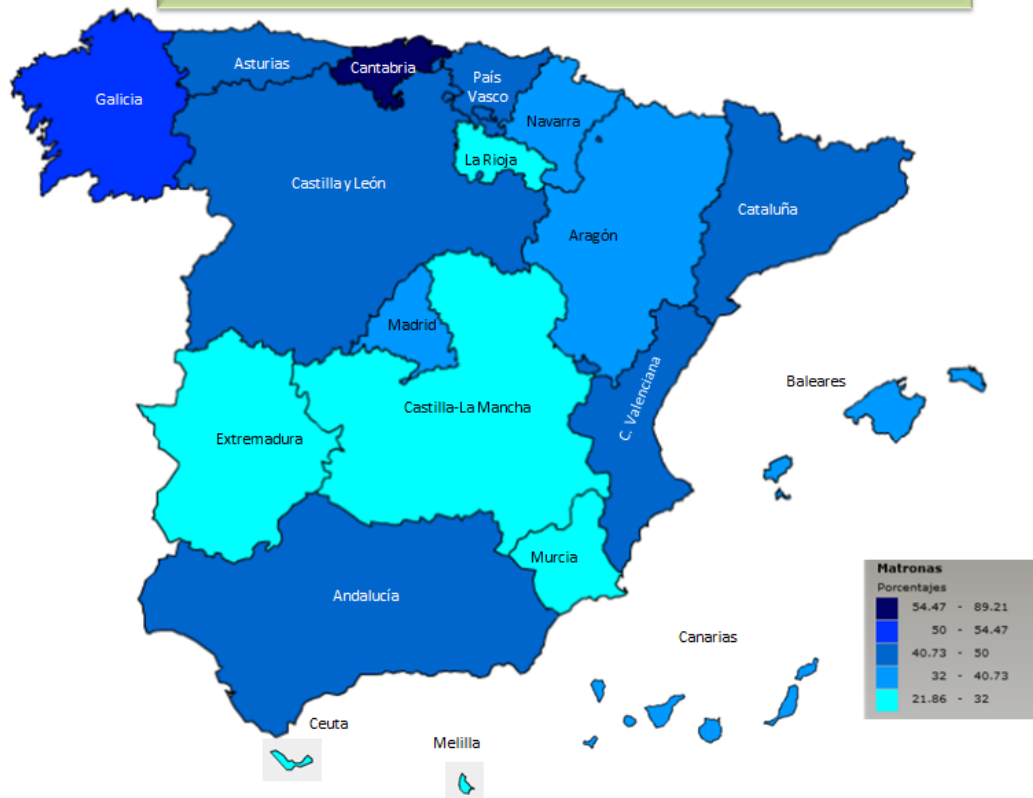 Asturias
Cantabria
País
Vasco
Galicia
Navarra
La Rioja
Castilla y León
Cataluña
Aragón
Madrid
Baleares
C. Valenciana
Castilla-La Mancha
Extremadura
Murcia
Andalucía
Canarias
Ceuta
Melilla
Matronas
Porcentajes
54.47 - 89.21
50 - 54.47
40.73 - 50
32 - 40.73
21.86 - 32